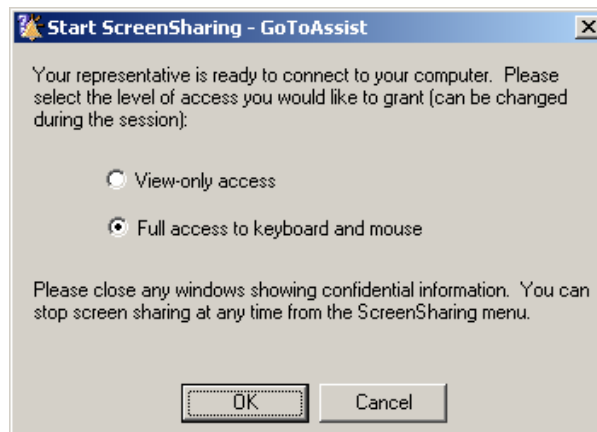 Start ScreenSharing - GoToAssist
Your representative is ready to connect to your computer.  Please
select the level of access you would like to grant (can be changed
during the session):
View-only access
Full access to keyboard and mouse
Please close any windows showing confidential information.  You can
stop screen sharing at any time from the ScreenSharing menu.
OK
Cancel